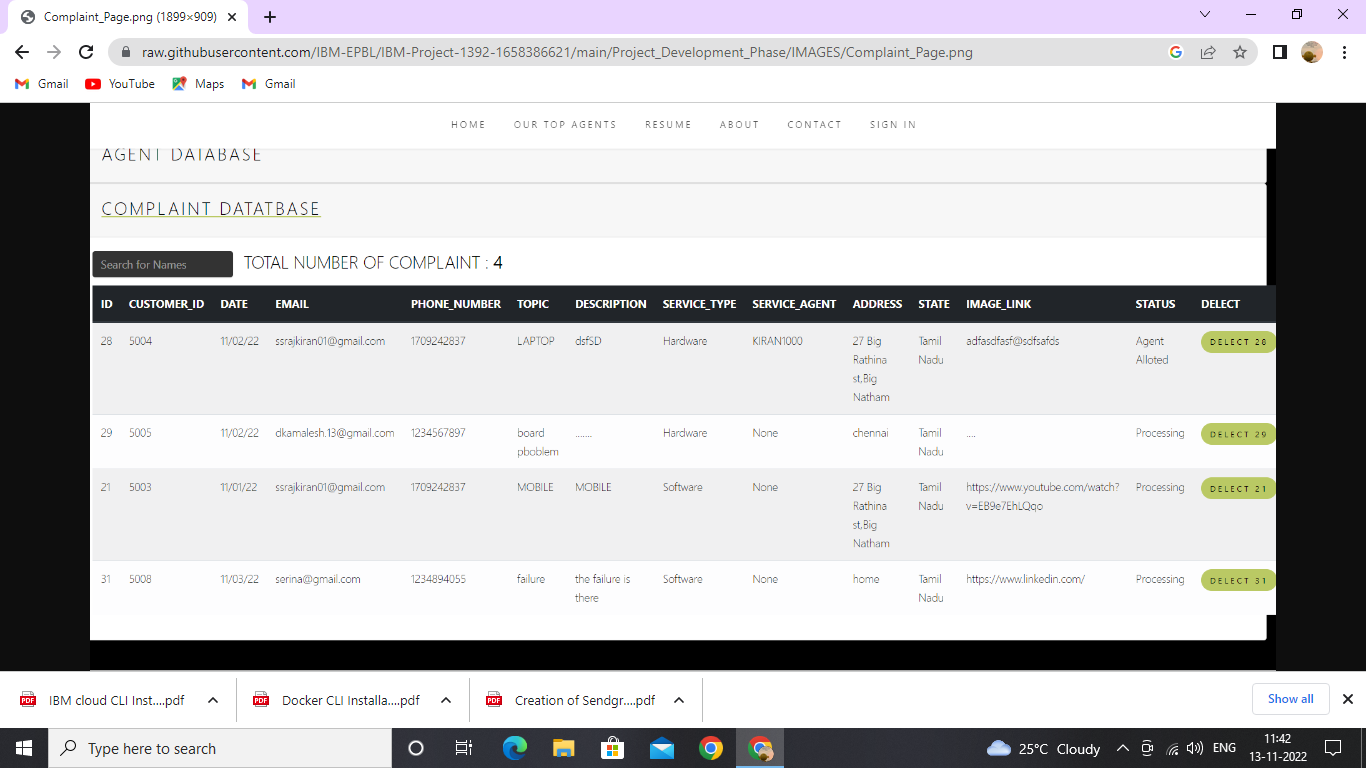 Complaint_Page.png (1899×909)
raw.githubusercontent.com/IBM-EPBL/IBM-Project-1392-1658386621/main/Project_Development_Phase/IMAGES/Complaint_Page.png
Gmail YouTube Maps Gmail
HOME OUR TOP AGENTS RESUME ABOUT CONTACT SIGN IN
AGENT DATABASE
COMPLAINT DATATBASE
Search for Names TOTAL NUMBER OF COMPLAINT : 4
ID CUSTOMER_ID DATE EMAIL PHONE_NUMBER TOPIC DESCRIPTION SERVICE_TYPE SERVICE_AGENT ADDRESS STATE IMAGE_LINK STATUS DELECT
28 5004 11/02/22 ssrajkiran01@gmail.com 1709242837 LAPTOP dsfSD Hardware KIRAN1000 27 Big Tamil adfasdfasf@sdfsafds Agent DELECT 28
Rathina Nadu Alloted
st,Big
Natham
29 5005 11/02/22 dkamalesh.13@gmail.com 1234567897 board ....... Hardware None chennai Tamil .... Processing DELECT 29
pboblem Nadu
21 5003 11/01/22 ssrajkiran01@gmail.com 1709242837 MOBILE MOBILE Software None 27 Big Tamil https://www.youtube.com/watch? Processing DELECT 21
Rathina Nadu v=EB9e7EhLQqo
st,Big
Natham
31 5008 11/03/22 serina@gmail.com 1234894055 failure the failure is Software None home Tamil https://www.linkedin.com/ Processing DELECT 31
there Nadu
IBM cloud CLI Inst....pdf Docker CLI Installa....pdf Creation of Sendgr....pdf Show all
Type here to search 25°C Cloudy ENG 11:42
13-11-2022